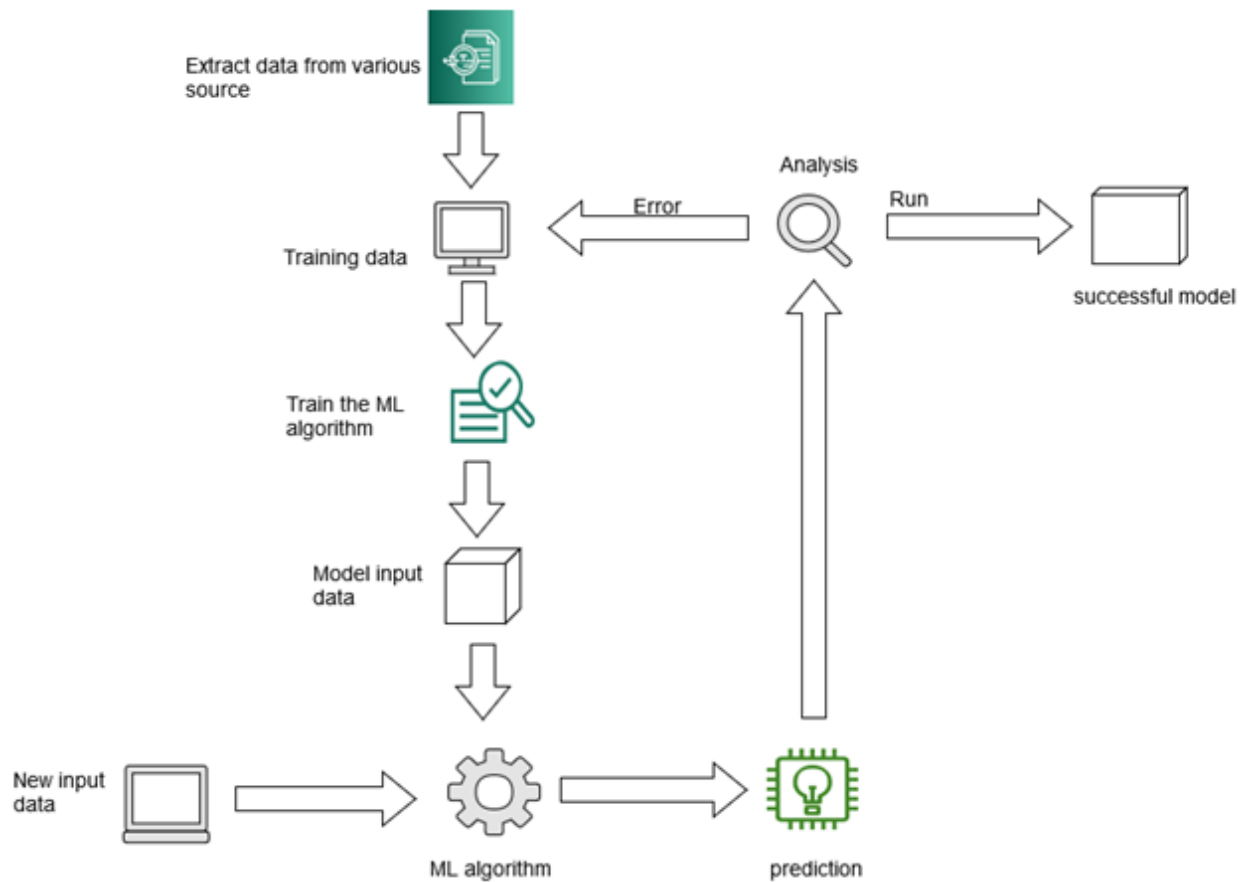 Extract data from various
source
Analysis
Error
Run
Training data
successful model
Train the ML
algorithm
Model input
data
New input
data
ML algorithm
prediction